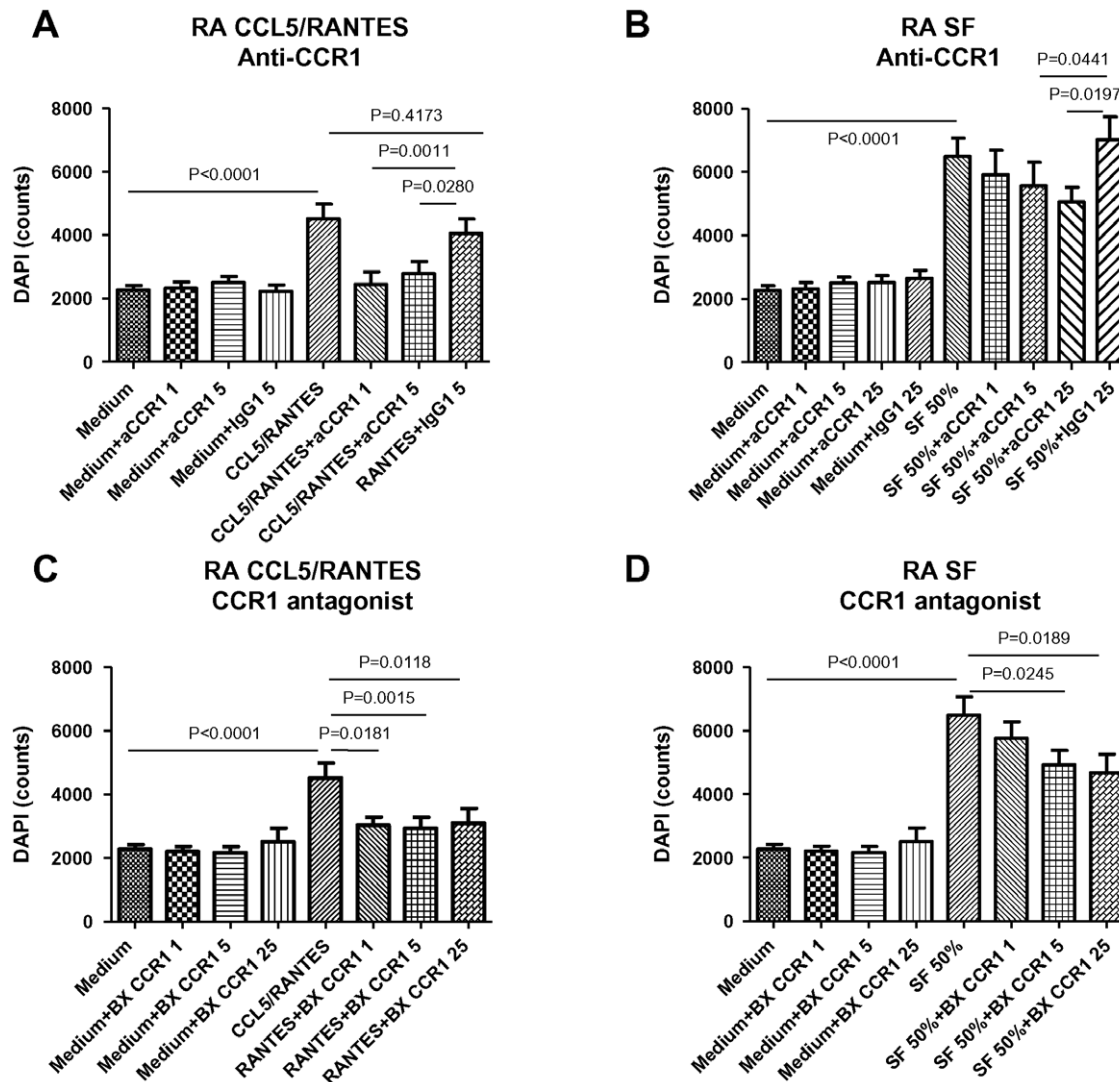 A
RA CCL5/RANTES
Anti-CCR1
8000
6000
4000
2000
0
DAPI (counts)
P=0.4173
P=0.0011
P<0.0001
P=0.0280
Medium
Medium+aCCR1 1
Medium+aCCR1 5
Medium+IgG1 5
CCL5/RANTES
CCL5/RANTES+aCCR1 1
CCL5/RANTES+aCCR1 5
RANTES+IgG1 5
B
RA SF
Anti-CCR1
P=0.0441
P=0.0197
P<0.0001
8000
6000
4000
2000
0
DAPI (counts)
Medium
Medium+aCCR1 1
Medium+aCCR1 5
Medium+aCCR1 25
Medium+IgG1 25
SF 50%
SF 50%+aCCR1 1
SF 50%+aCCR1 5
SF 50%+aCCR1 25
SF 50%+IgG1 25
C
RA CCL5/RANTES
CCR1 antagonist
8000
6000
4000
2000
0
DAPI (counts)
P=0.0118
P=0.0015
P<0.0001
P=0.0181
Medium
Medium+BX CCR1 1
Medium+BX CCR1 5
Medium+BX CCR1 25
CCL5/RANTES
RANTES+BX CCR1 1
RANTES+BX CCR1 5
RANTES+BX CCR1 25
D
RA SF
CCR1 antagonist
8000
6000
4000
2000
0
DAPI (counts)
P=0.0189
P<0.0001
P=0.0245
Medium
Medium+BX CCR1 1
Medium+BX CCR1 5
Medium+BX CCR1 25
SF 50%
SF 50%+BX CCR1 1
SF 50%+BX CCR1 5
SF 50%+BX CCR1 25